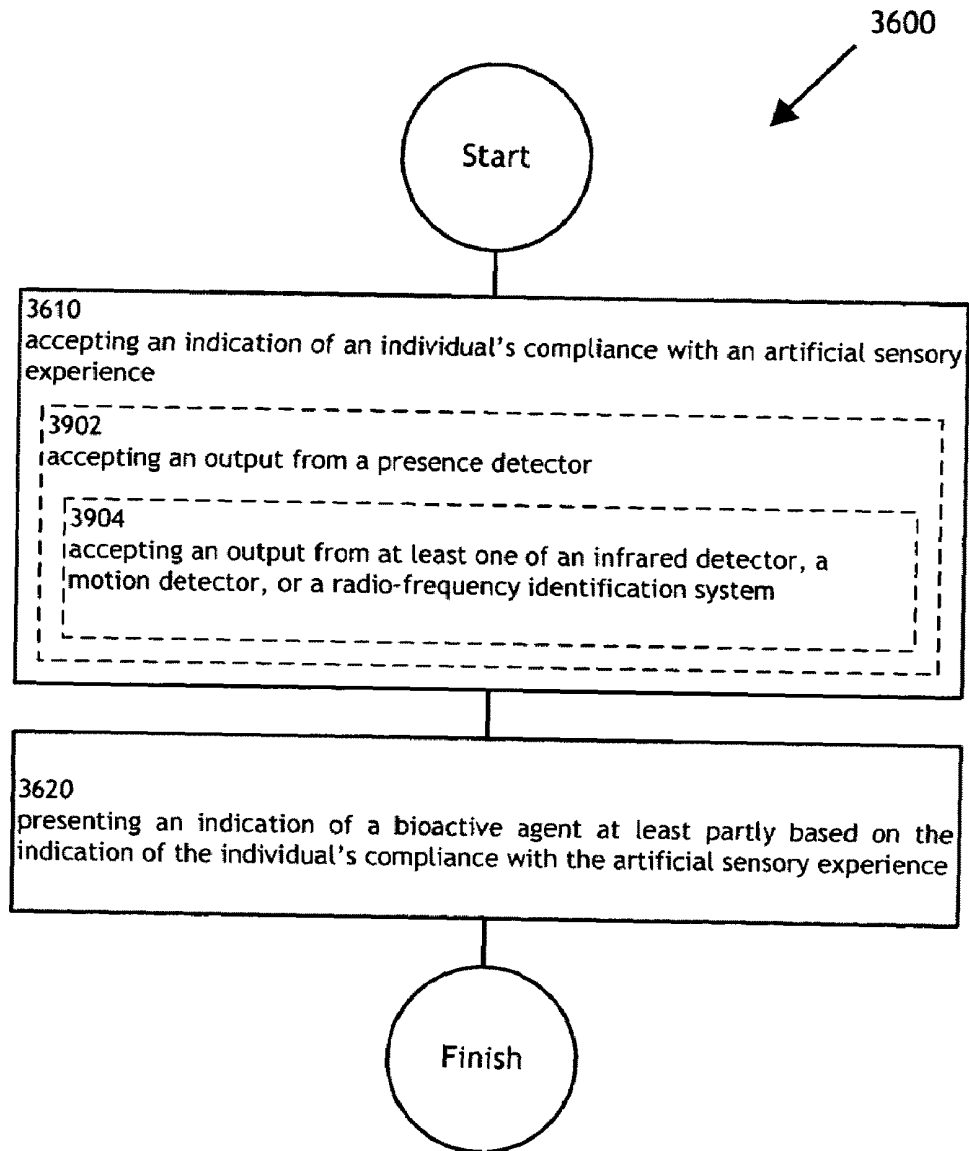 3600
Start
3610
accepting an indication of an individual's compliance with an artificial sensory
experience
3902
accepting an output from a presence detector
3904
accepting an output from at least one of an infrared detector, a
motion detector, or a radio-frequency identification system
3620
presenting an indication of a bioactive agent at least partly based on the
indication of the individual's compliance with the artificial sensory experience
Finish